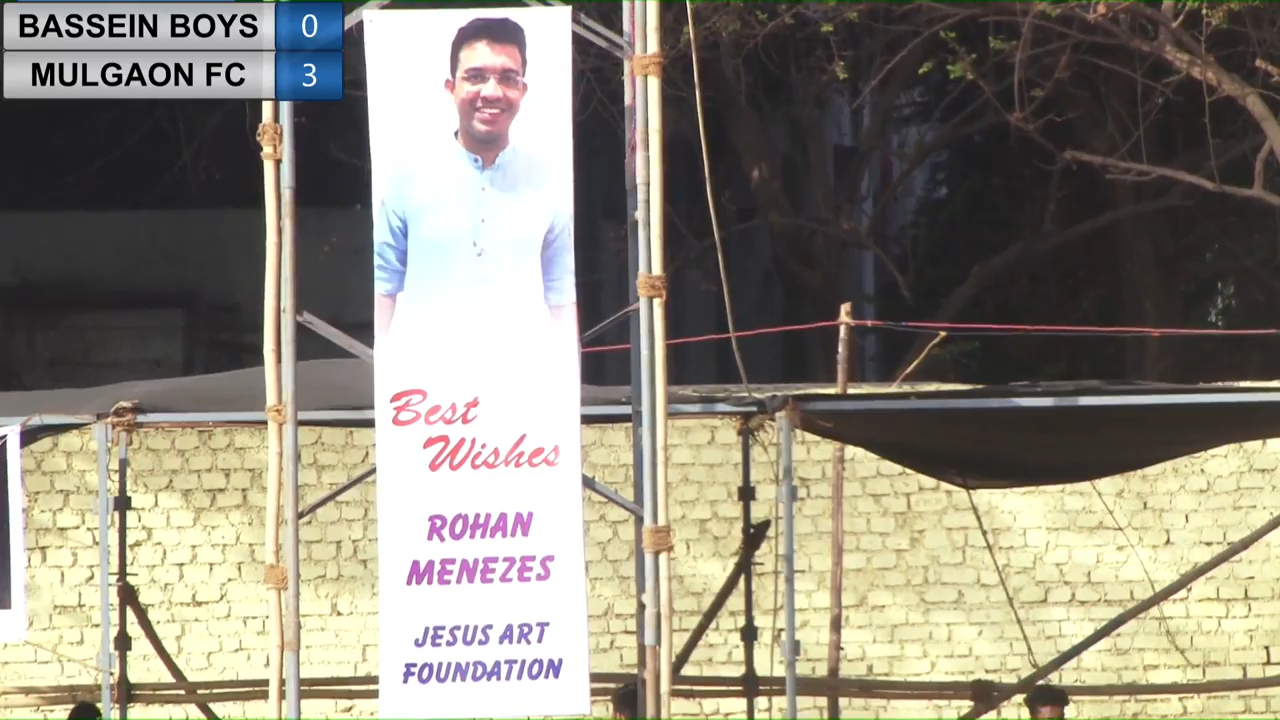 BASSEIN BOYS 0
MULGAON FC 3
Best
Wishes
ROHAN
MENEZES
JESUS ART
FOUNDATION